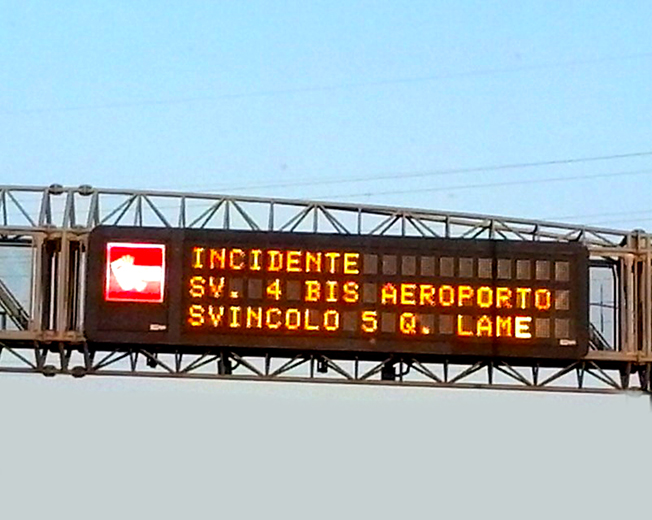 INCIDENTE
SV. 4 BIS AEROPORTO
SVINCOLO 5 Q. LAME